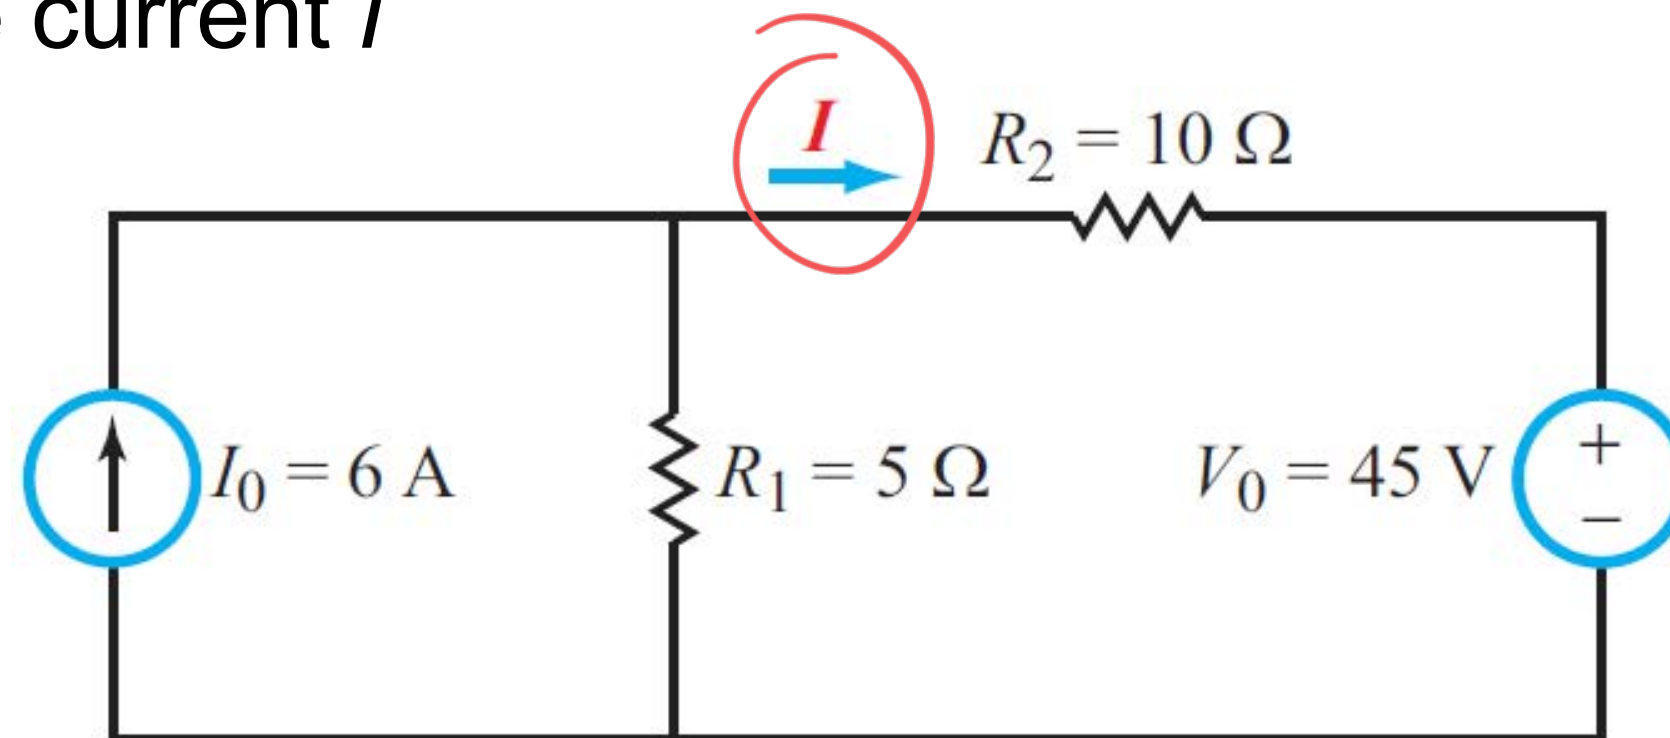 current I
I
R₂ = 10 Ω
I₀ = 6 A
R₁ = 5 Ω
V₀ = 45 V
+
−